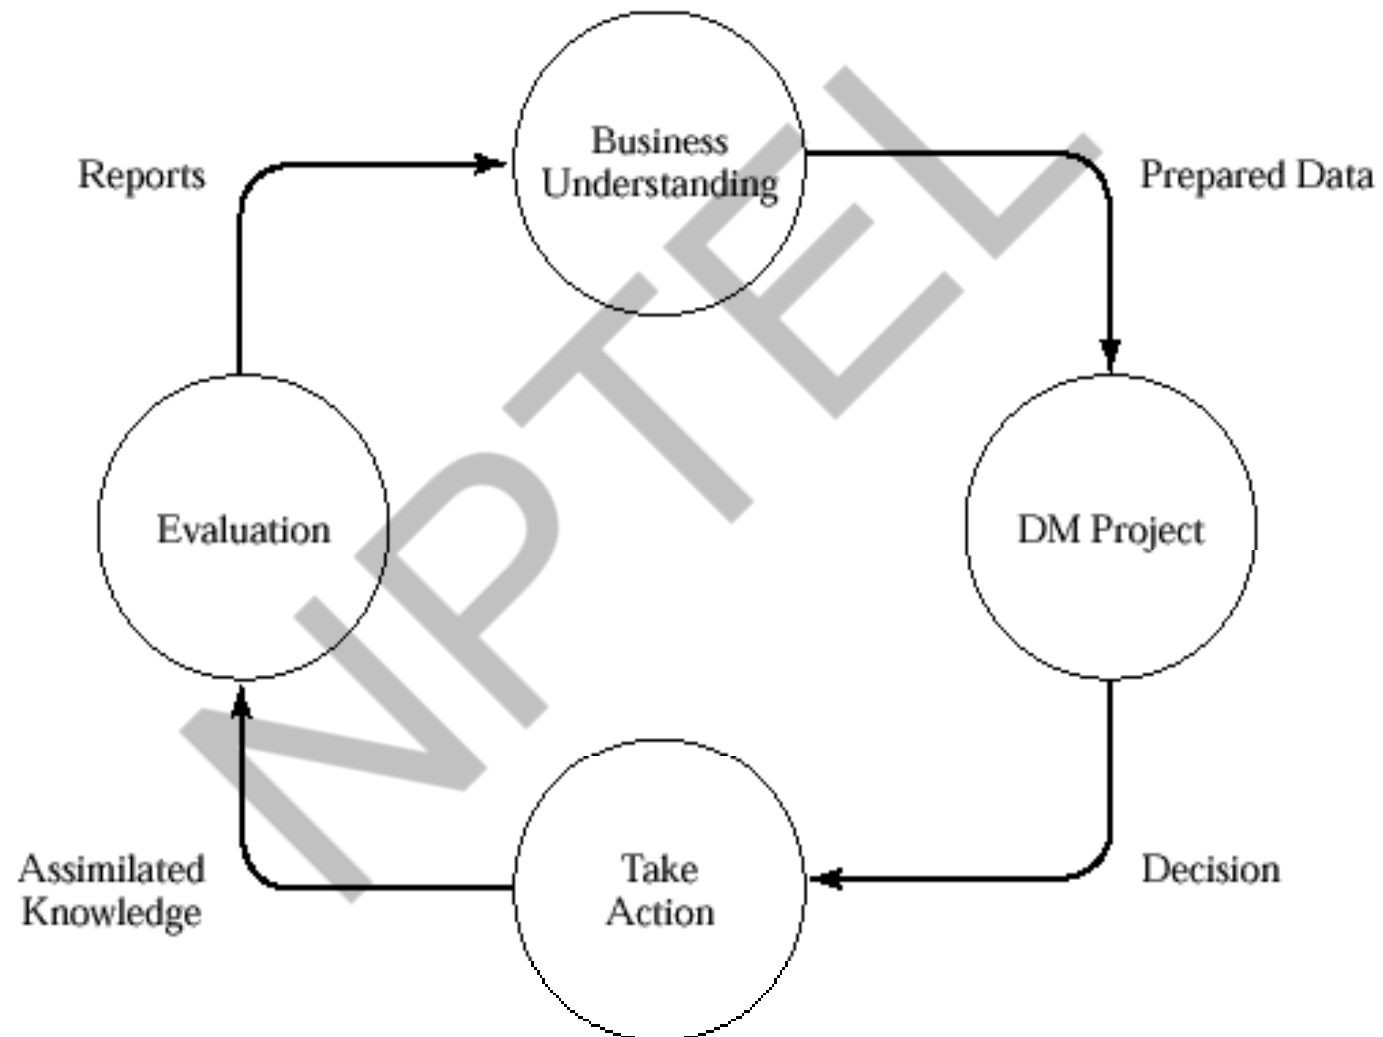 Business
Understanding
Reports
Prepared Data
Evaluation
DM Project
Take
Action
Assimilated
Knowledge
Decision
NPTEL